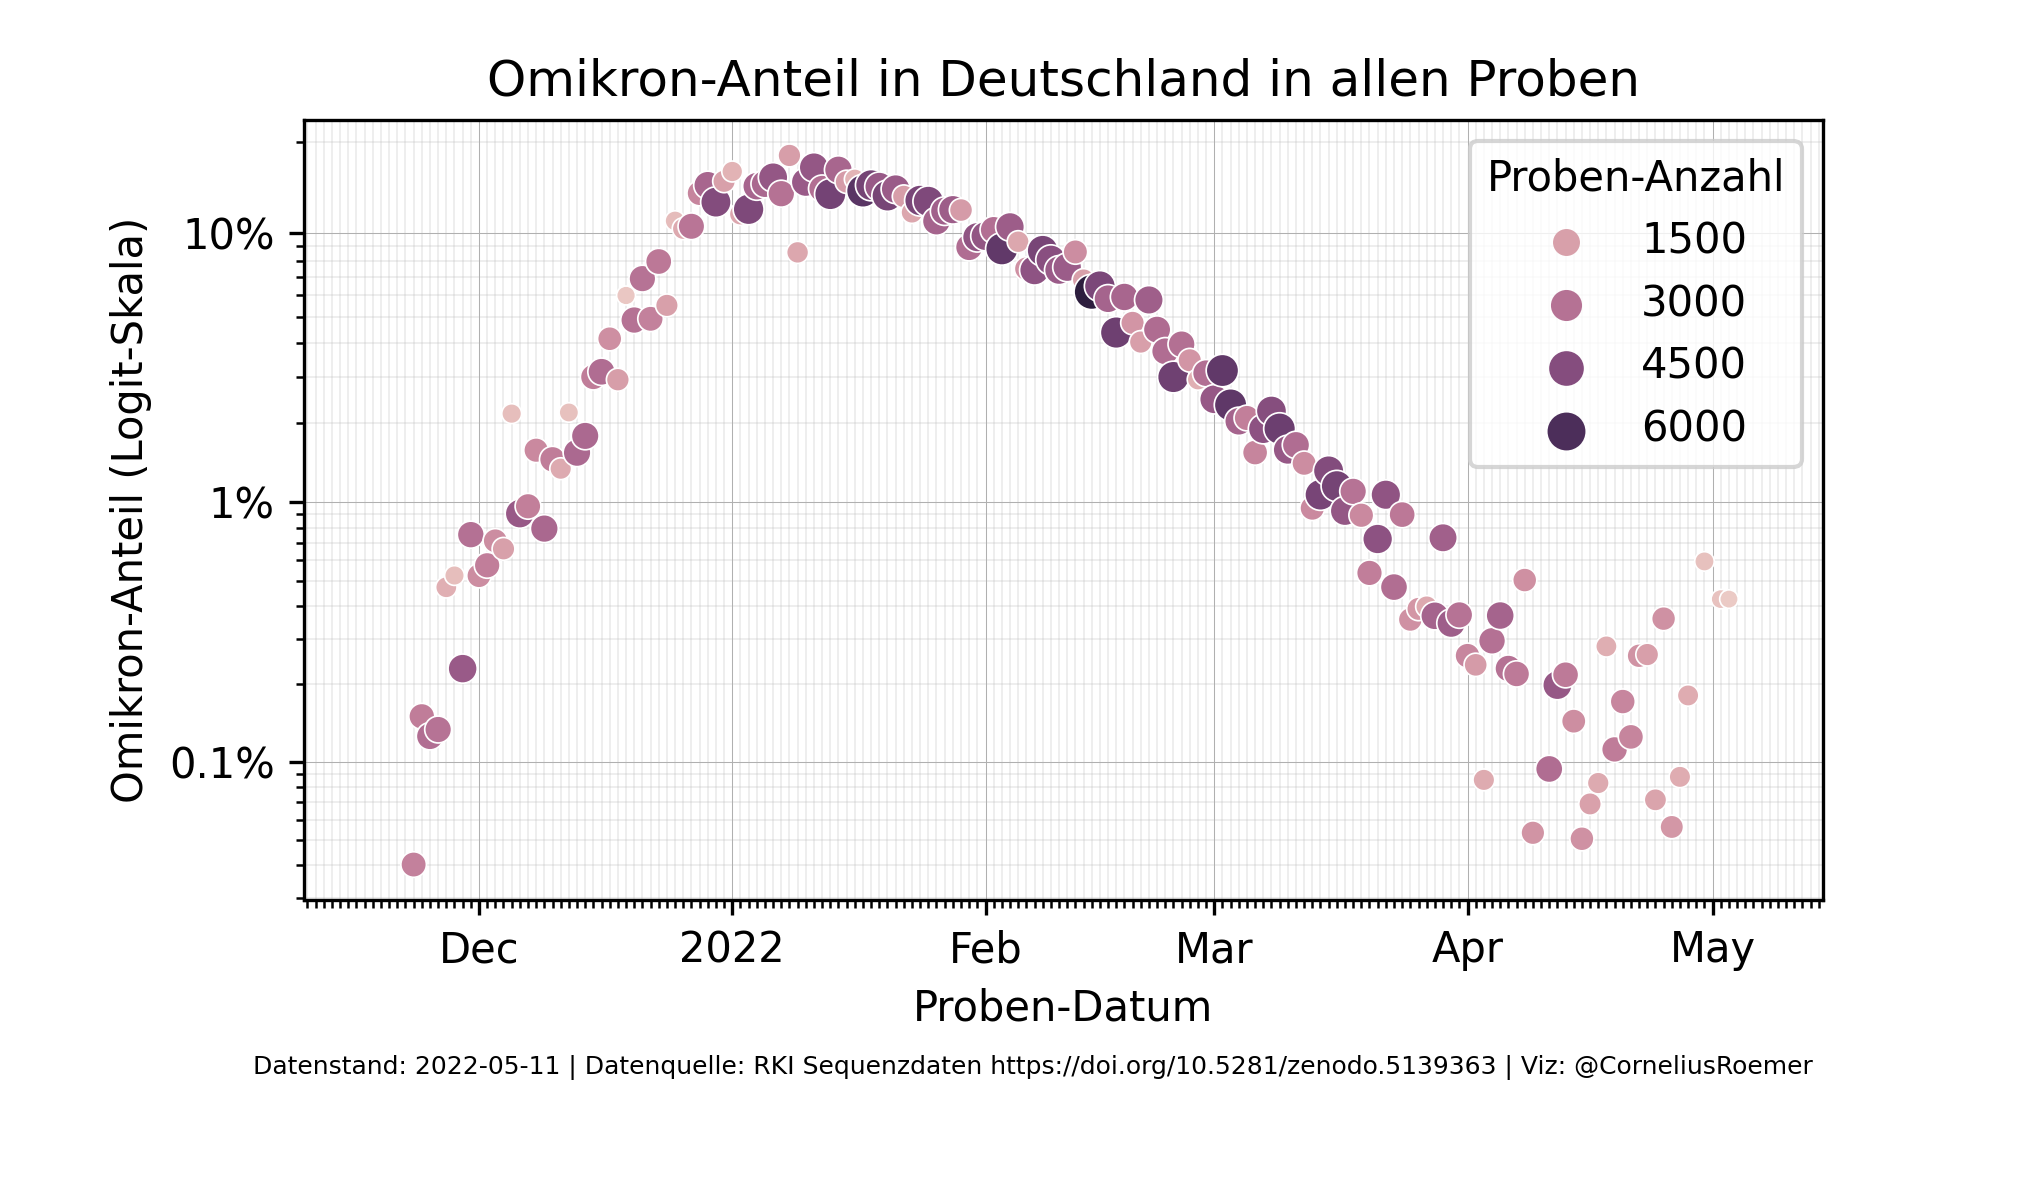 Omikron-Anteil in Deutschland in allen Proben
Omikron-Anteil (Logit-Skala)
10%
1%
0.1%
Proben-Anzahl
1500
3000
4500
6000
Dec 2022 Feb Mar Apr May
Proben-Datum
Datenstand: 2022-05-11 | Datenquelle: RKI Sequenzdaten https://doi.org/10.5281/zenodo.5139363 | Viz: @CorneliusRoemer